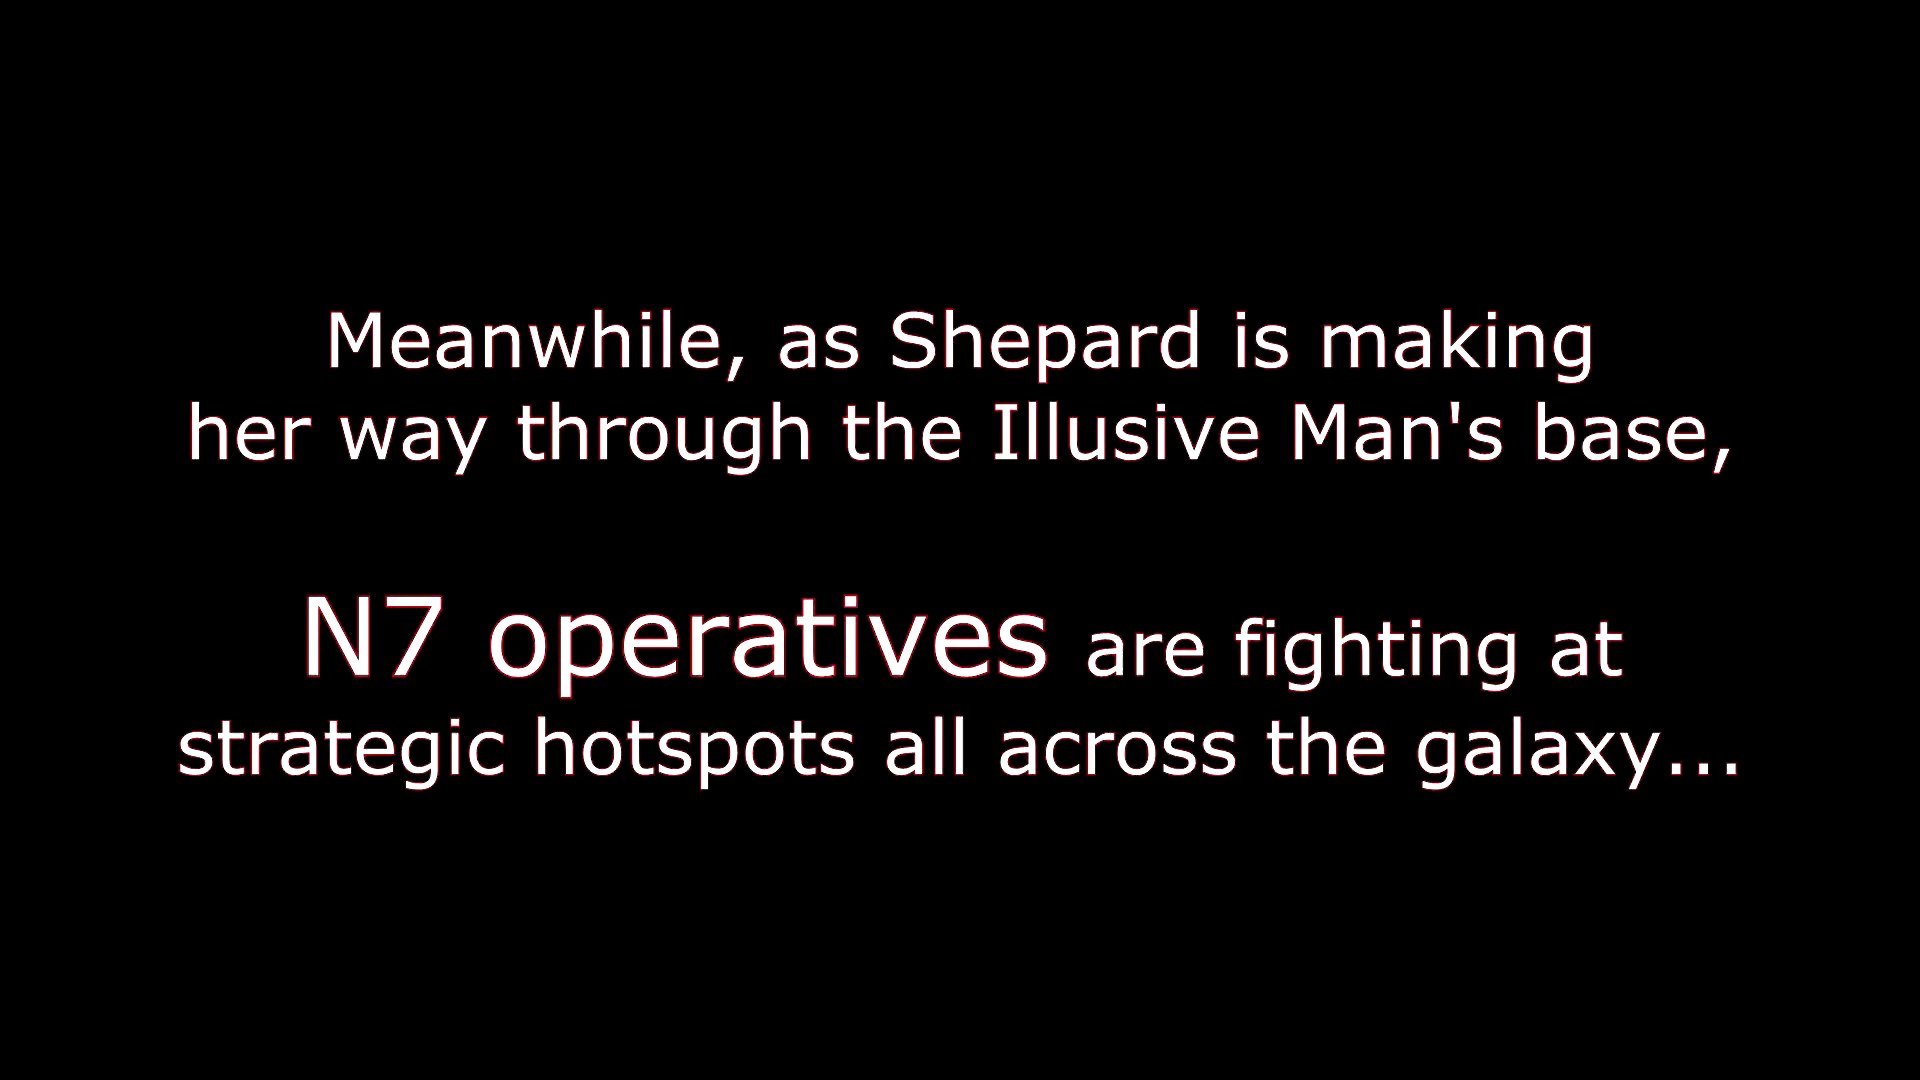 Meanwhile, as Shepard is making
her way through the Illusive Man's base,
N7 operatives are fighting at
strategic hotspots all across the galaxy...